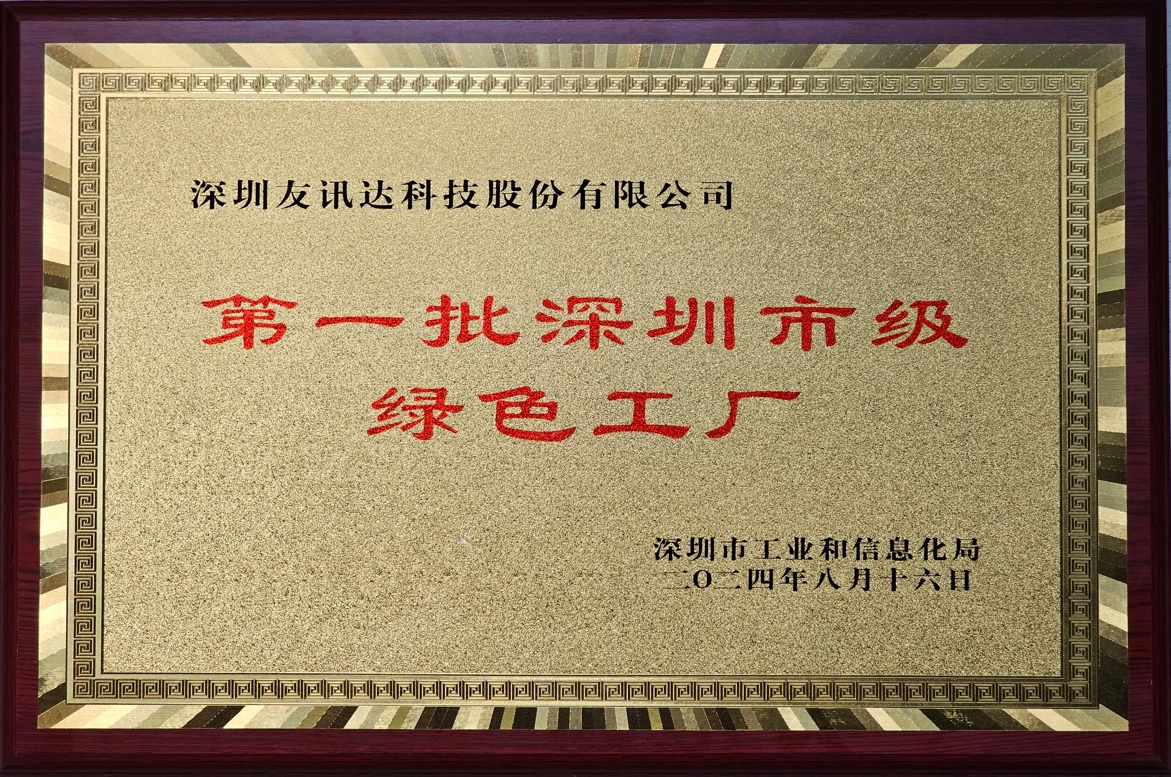 深圳友讯达科技股份有限公司
第一批深圳市级
绿色工厂
深圳市工业和信息化局
二〇二四年八月十六日